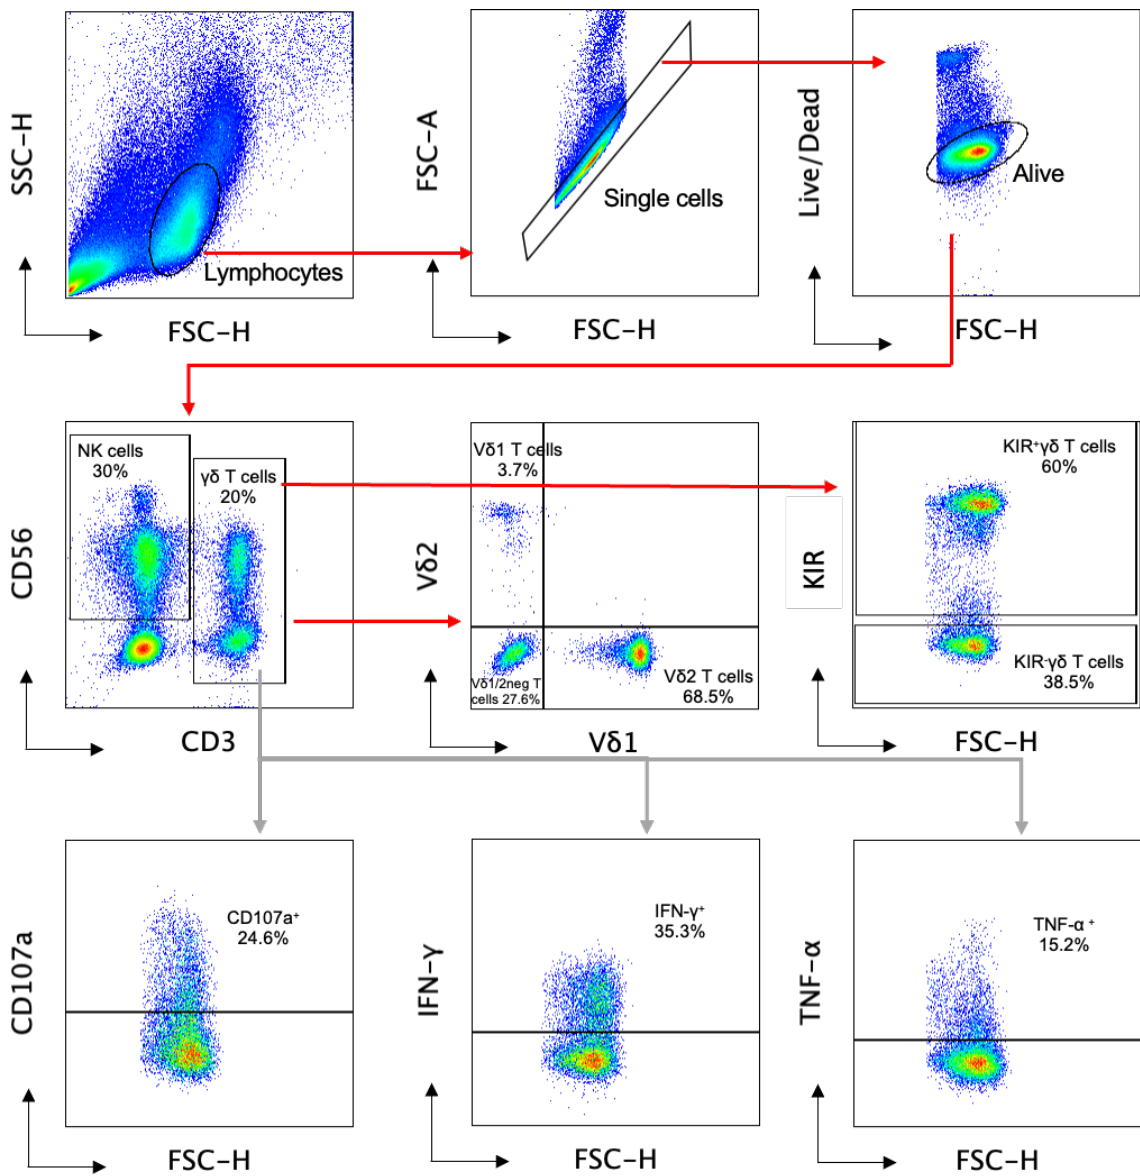 SSC-H
Lymphocytes
FSC-H
FSC-A
Single cells
FSC-H
Live/Dead
Alive
FSC-H
CD56
NK cells
30%
γδ T cells
20%
CD3
Vδ2
Vδ1 T cells
3.7%
Vδ1/2neg T
cells 27.6%
Vδ2 T cells
68.5%
Vδ1
KIR
KIR⁺γδ T cells
60%
KIR⁻γδ T cells
38.5%
FSC-H
CD107a
CD107a⁺
24.6%
FSC-H
IFN-γ
IFN-γ⁺
35.3%
FSC-H
TNF-α
TNF-α ⁺
15.2%
FSC-H